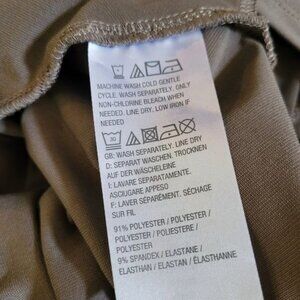 MACHINE WASH COLD GENTLE
CYCLE. WASH SEPARATELY. ONLY
NON-CHLORINE BLEACH WHEN
NEEDED. LINE DRY. LOW IRON IF
NEEDED
30
GB: WASH SEPARATELY. LINE DRY
D: SEPARAT WASCHEN. TROCKNEN
AUF DER WÄSCHELEINE
I: LAVARE SEPARATAMENTE.
ASCIUGARE APPESO
F: LAVER SÉPARÉMENT. SÉCHAGE
SUR FIL
91% POLYESTER / POLYESTER /
POLYESTER / POLIESTERE /
POLYESTER
9% SPANDEX / ELASTANE /
ELASTHAN / ELASTAN / ÉLASTHANNE